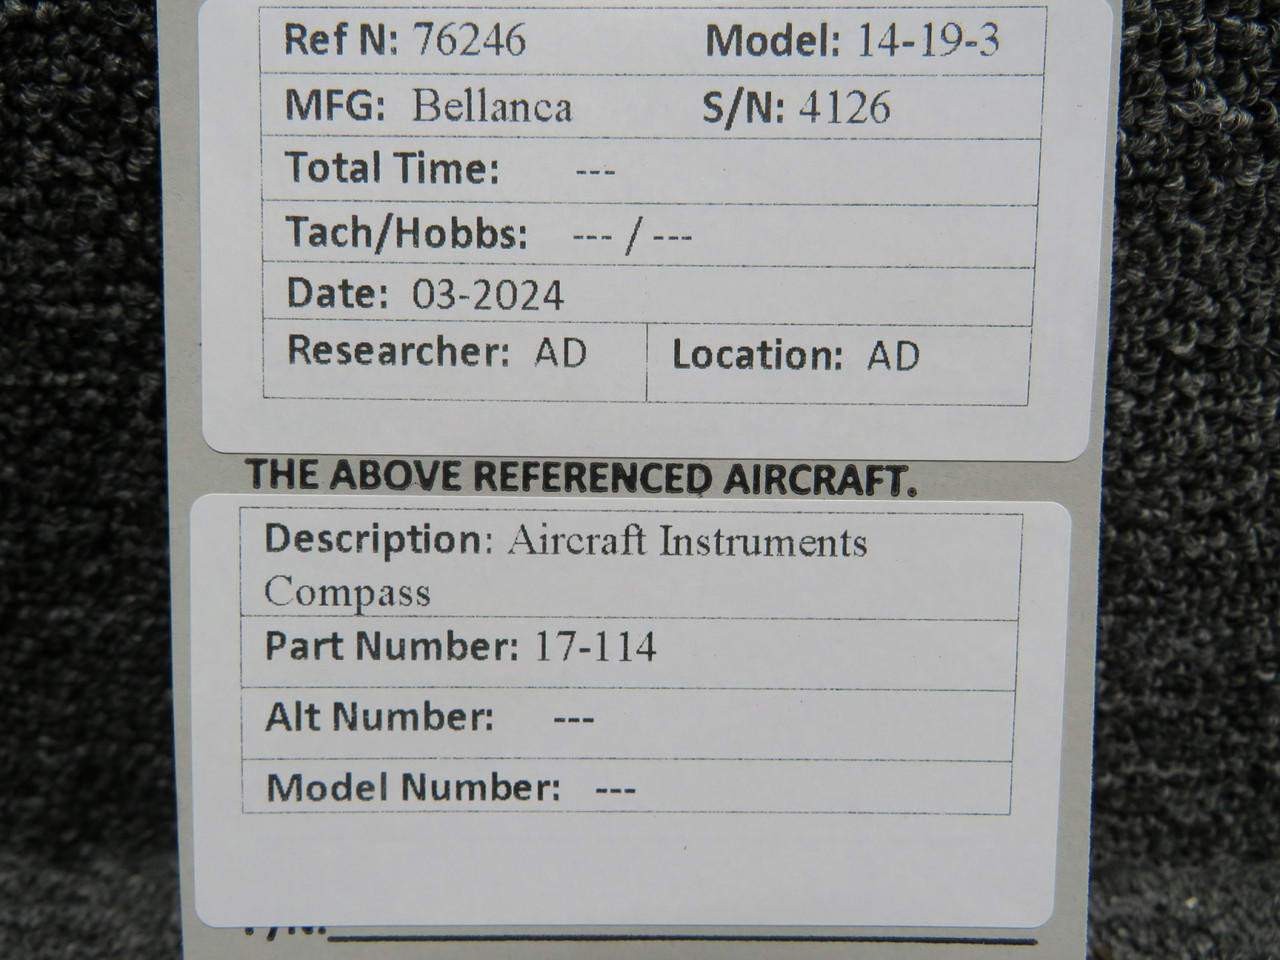 Ref N: 76246 Model: 14-19-3
MFG: Bellanca S/N: 4126
Total Time: ---
Tach/Hobbs: --- / ---
Date: 03-2024
Researcher: AD Location: AD
THE ABOVE REFERENCED AIRCRAFT.
Description: Aircraft Instruments
Compass
Part Number: 17-114
Alt Number: ---
Model Number: ---